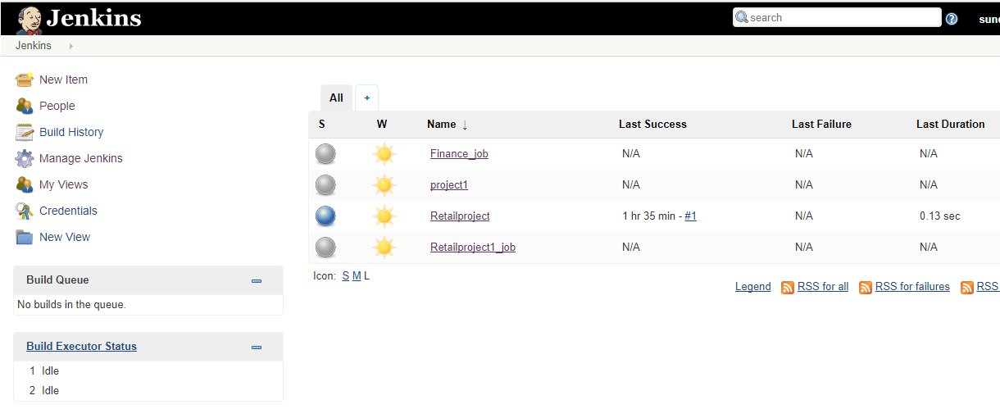 Jenkins
search
?
sund
Jenkins
New Item
People
Build History
Manage Jenkins
My Views
Credentials
New View
Build Queue
No builds in the queue.
Build Executor Status
1 Idle
2 Idle
All +
S W Name ↓ Last Success Last Failure Last Duration
Finance_job N/A N/A N/A
project1 N/A N/A N/A
Retailproject 1 hr 35 min - #1 N/A 0.13 sec
Retailproject1_job N/A N/A N/A
Icon: S M L
Legend RSS for all RSS for failures RSS